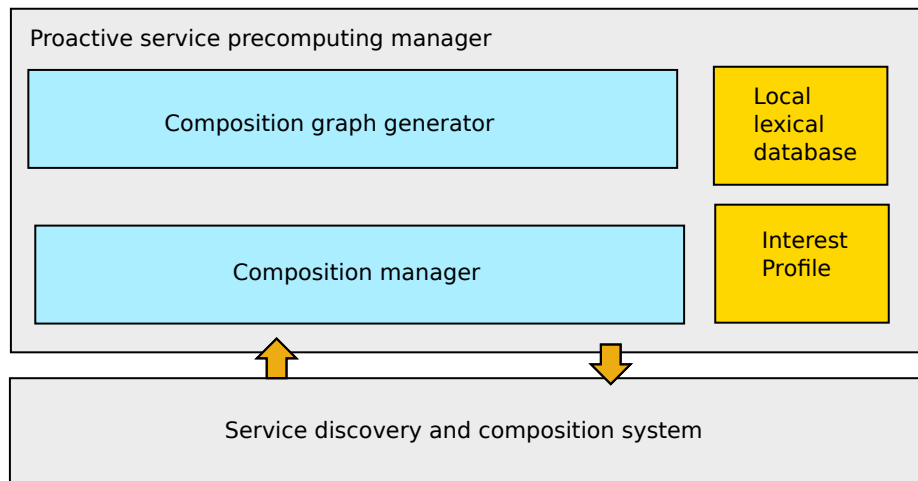 Proactive service precomputing manager
Composition graph generator
Local
lexical
database
Composition manager
Interest
Profile
Service discovery and composition system